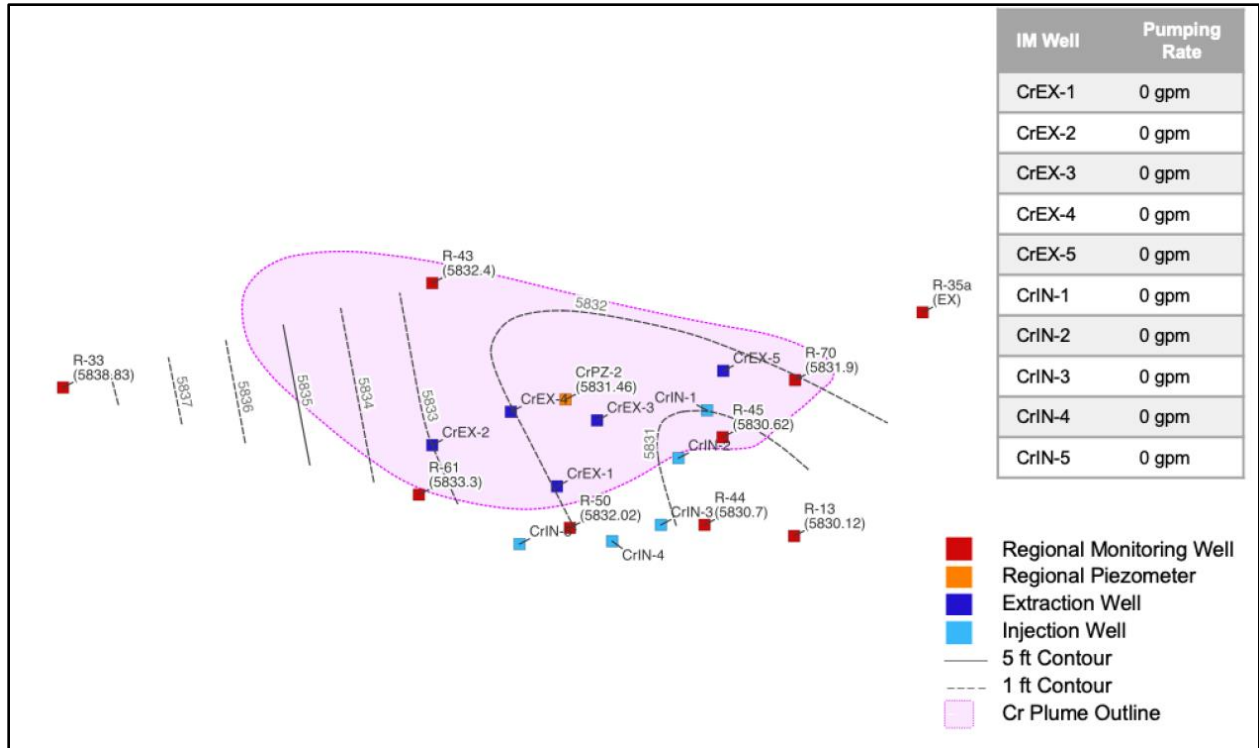 IM Well Pumping Rate
CrEX-1 0 gpm
CrEX-2 0 gpm
CrEX-3 0 gpm
CrEX-4 0 gpm
CrEX-5 0 gpm
CrIN-1 0 gpm
CrIN-2 0 gpm
CrIN-3 0 gpm
CrIN-4 0 gpm
CrIN-5 0 gpm
R-43
(5832.4)
R-35a
(EX)
5832
R-33
(5838.83)
5837
5836
5835
5834
5833
CrEX-5
R-70
(5831.9)
CrPZ-2
(5831.46)
CrEX-4
CrEX-3
CrIN-1
R-45
(5830.62)
CrEX-2
5831
CrIN-2
R-61
(5833.3)
CrEX-1
R-50
(5832.02)
CrIN-3
R-44
(5830.7)
R-13
(5830.12)
CrIN-4
Regional Monitoring Well
Regional Piezometer
Extraction Well
Injection Well
5 ft Contour
1 ft Contour
Cr Plume Outline